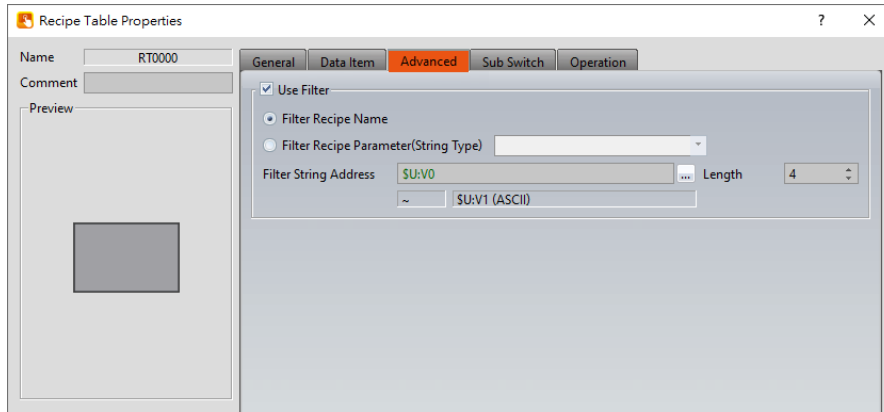 Recipe Table Properties ? ×
Name RT0000
Comment
Preview
General Data Item Advanced Sub Switch Operation
Use Filter
Filter Recipe Name
Filter Recipe Parameter(String Type)
Filter String Address $U:V0 ... Length 4
~ $U:V1 (ASCII)